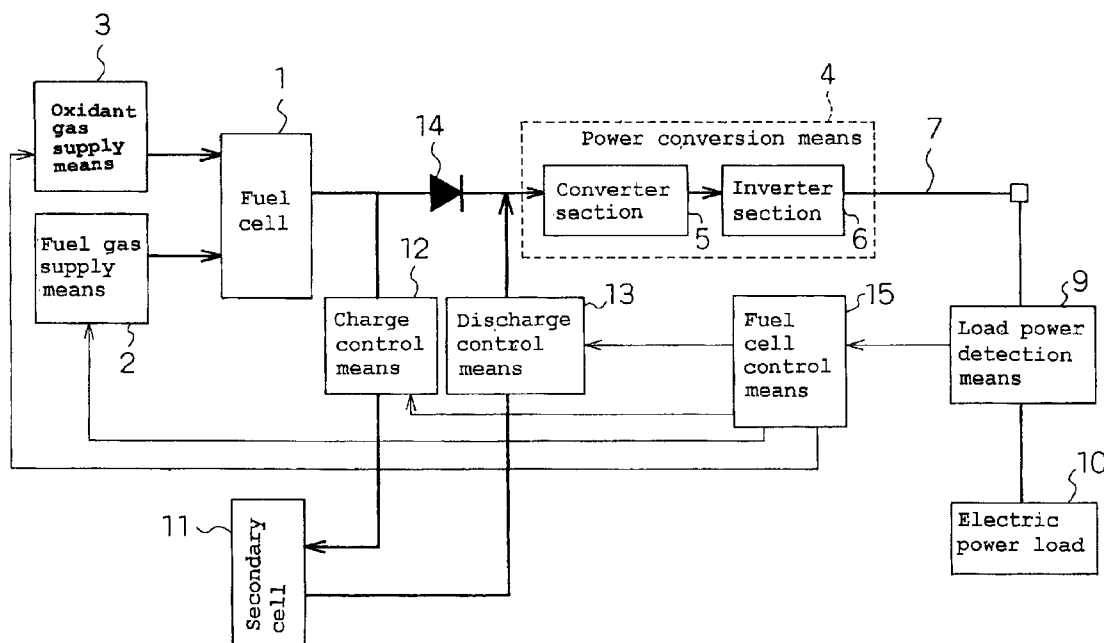 3
Oxidant
gas
supply
means
1
Fuel
cell
Fuel gas
supply
means
2
14
4
Power conversion means
Converter
section
5
Inverter
section
6
7
12
Charge
control
means
13
Discharge
control
means
15
Fuel
cell
control
means
9
Load power
detection
means
10
Electric
power load
11
Secondary
cell